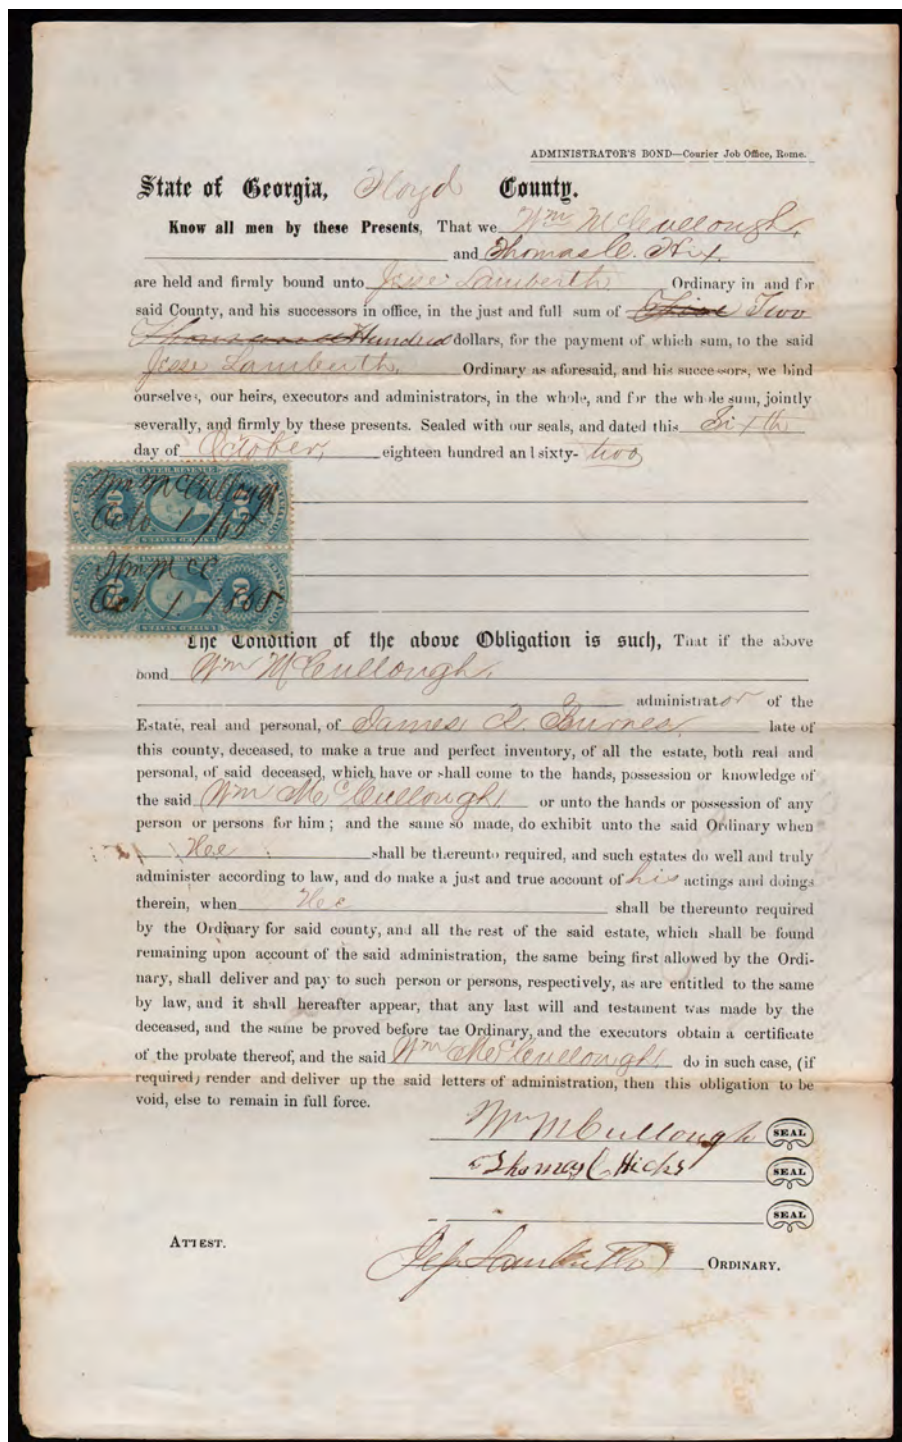 ADMINISTRATOR'S BOND—Courier Job Office, Rome.
State of Georgia, Floyd County.
Know all men by these Presents, That we Wm McCullough,
and Thomas C. Hix.
are held and firmly bound unto Jesse Lamberth Ordinary in and for
said County, and his successors in office, in the just and full sum of Two
Hundred dollars, for the payment of which sum, to the said
Jesse Lamberth, Ordinary as aforesaid, and his successors, we bind
ourselves, our heirs, executors and administrators, in the whole, and for the whole sum, jointly
severally, and firmly by these presents. Sealed with our seals, and dated this Sixth
day of October, eighteen hundred and sixty-two
INTER. REVENUE
Wm McCullough
Oct 1 /65
UNITED STATES
Wm McC
Oct 1 1865
UNITED STATES
The Condition of the above Obligation is such, That if the above
bond Wm McCullough,
administrator of the
Estate, real and personal, of James R. Burnes late of
this county, deceased, to make a true and perfect inventory, of all the estate, both real and
personal, of said deceased, which have or shall come to the hands, possession or knowledge of
the said Wm McCullough or unto the hands or possession of any
person or persons for him; and the same so made, do exhibit unto the said Ordinary when
Hee shall be thereunto required, and such estates do well and truly
administer according to law, and do make a just and true account of his actings and doings
therein, when Hee shall be thereunto required
by the Ordinary for said county, and all the rest of the said estate, which shall be found
remaining upon account of the said administration, the same being first allowed by the Ordi-
nary, shall deliver and pay to such person or persons, respectively, as are entitled to the same
by law, and it shall hereafter appear, that any last will and testament was made by the
deceased, and the same be proved before tae Ordinary, and the executors obtain a certificate
of the probate thereof, and the said Wm McCullough, do in such case, (if
required) render and deliver up the said letters of administration, then this obligation to be
void, else to remain in full force.
Wm McCullough SEAL
Thomas C Hicks SEAL
SEAL
ATTEST.
Jesse Lamberth ORDINARY.